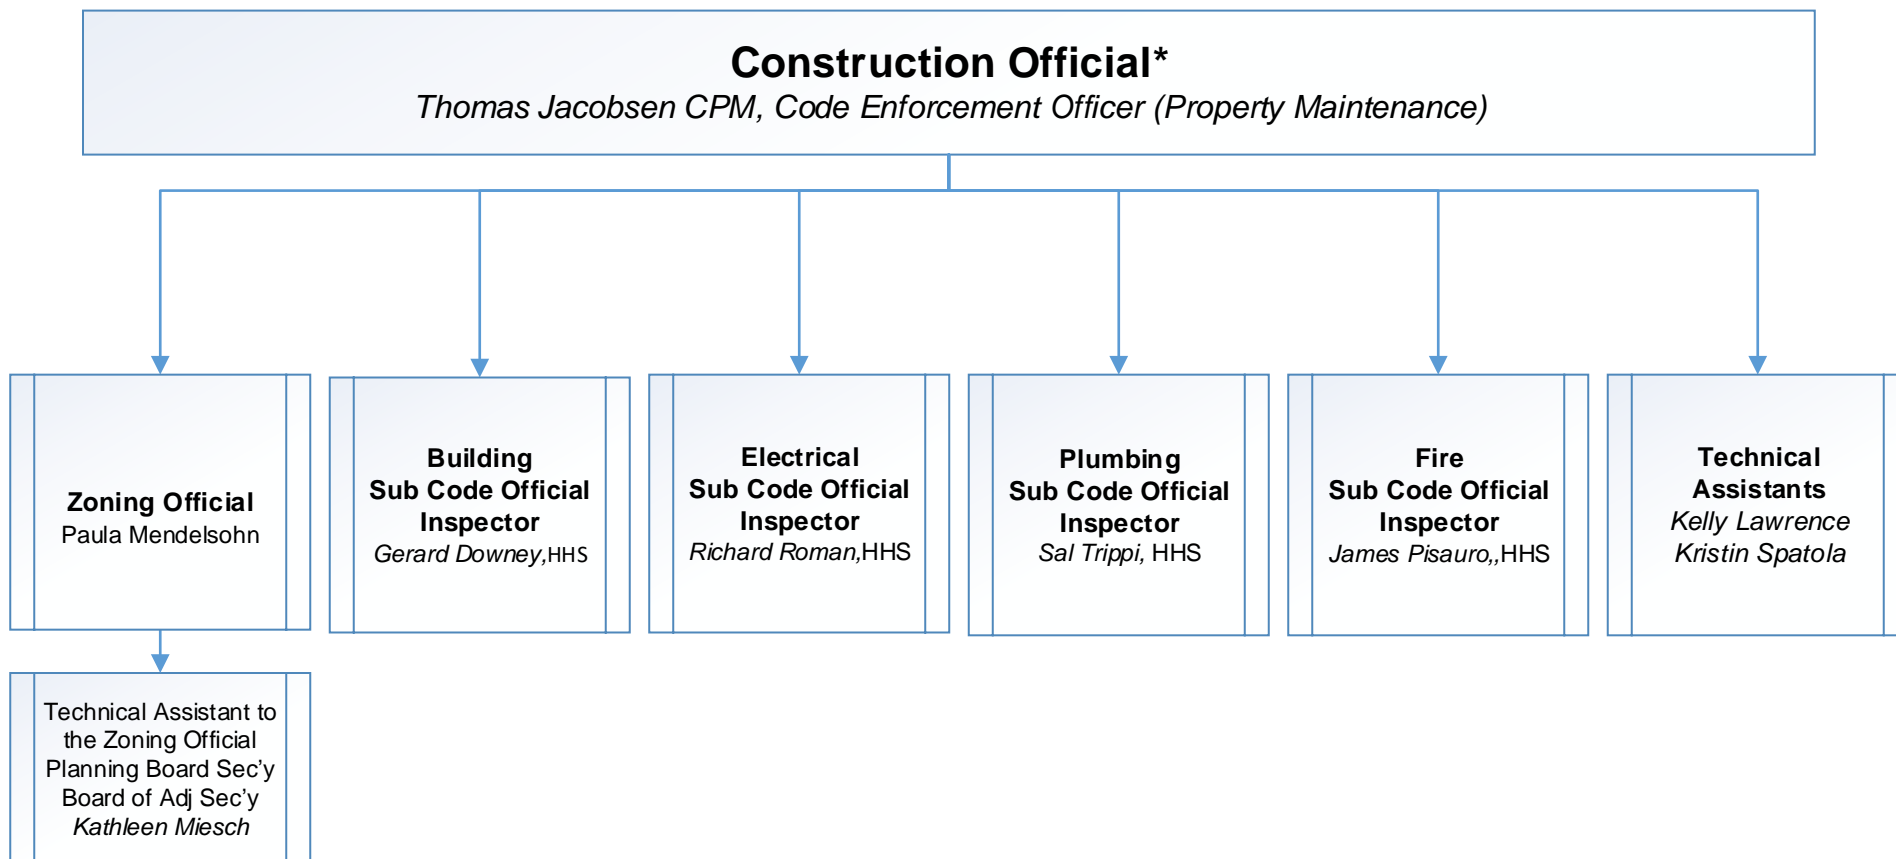 Construction Official*
Thomas Jacobsen CPM, Code Enforcement Officer (Property Maintenance)
Zoning Official
Paula Mendelsohn
Building
Sub Code Official
Inspector
Gerard Downey,HHS
Electrical
Sub Code Official
Inspector
Richard Roman,HHS
Plumbing
Sub Code Official
Inspector
Sal Trippi, HHS
Fire
Sub Code Official
Inspector
James Pisauro,,HHS
Technical
Assistants
Kelly Lawrence
Kristin Spatola
Technical Assistant to
the Zoning Official
Planning Board Sec’y
Board of Adj Sec’y
Kathleen Miesch